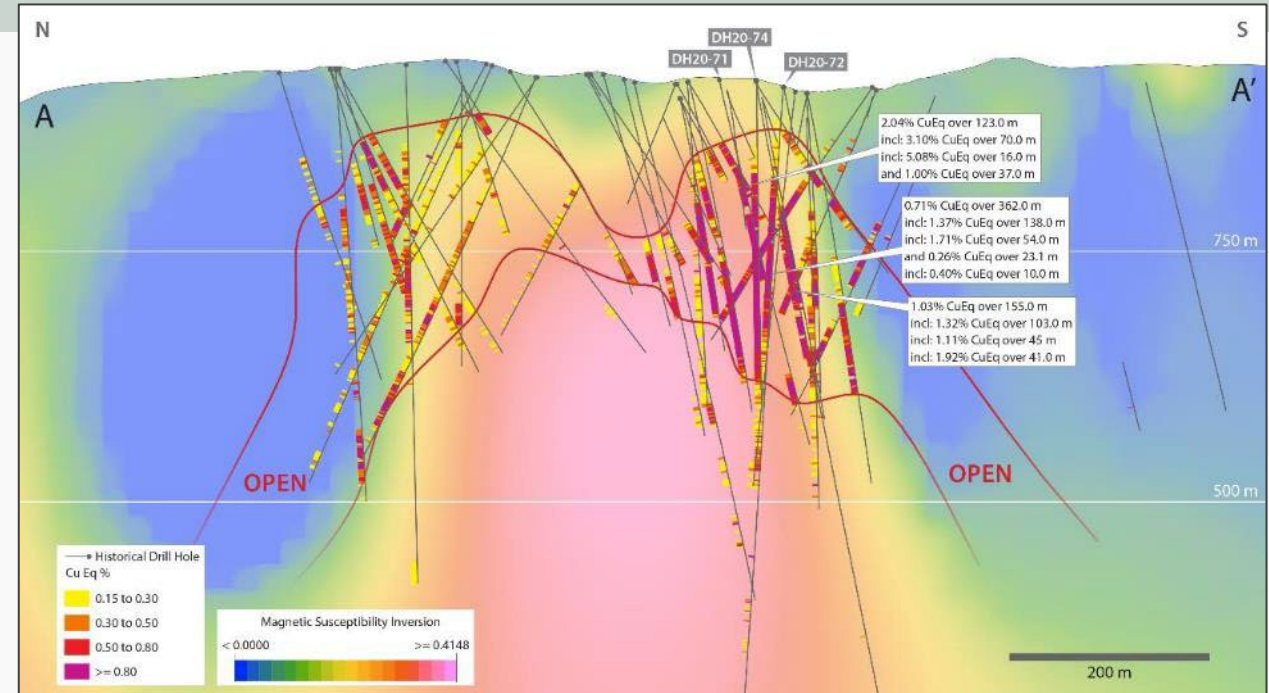 N
S
DH20-74
DH20-71
DH20-72
A
A'
2.04% CuEq over 123.0 m
incl: 3.10% CuEq over 70.0 m
incl: 5.08% CuEq over 16.0 m
and 1.00% CuEq over 37.0 m
0.71% CuEq over 362.0 m
incl: 1.37% CuEq over 138.0 m
incl: 1.71% CuEq 54.0 m
and 0.26% CuEq over 23.1 m
incl: 0.40% CuEq over 10.0 m
750 m
1.03% CuEq over 155.0 m
incl: 1.32% CuEq over 103.0 m
incl: 1.11% CuEq over 45 m
incl: 1.92% CuEq over 41.0 m
OPEN
OPEN
500 m
Historical Drill Hole
Cu Eq %
0.15 to 0.30
0.30 to 0.50
0.50 to 0.80
>= 0.80
Magnetic Susceptibility Inversion
< 0.0000
>= 0.4148
200 m